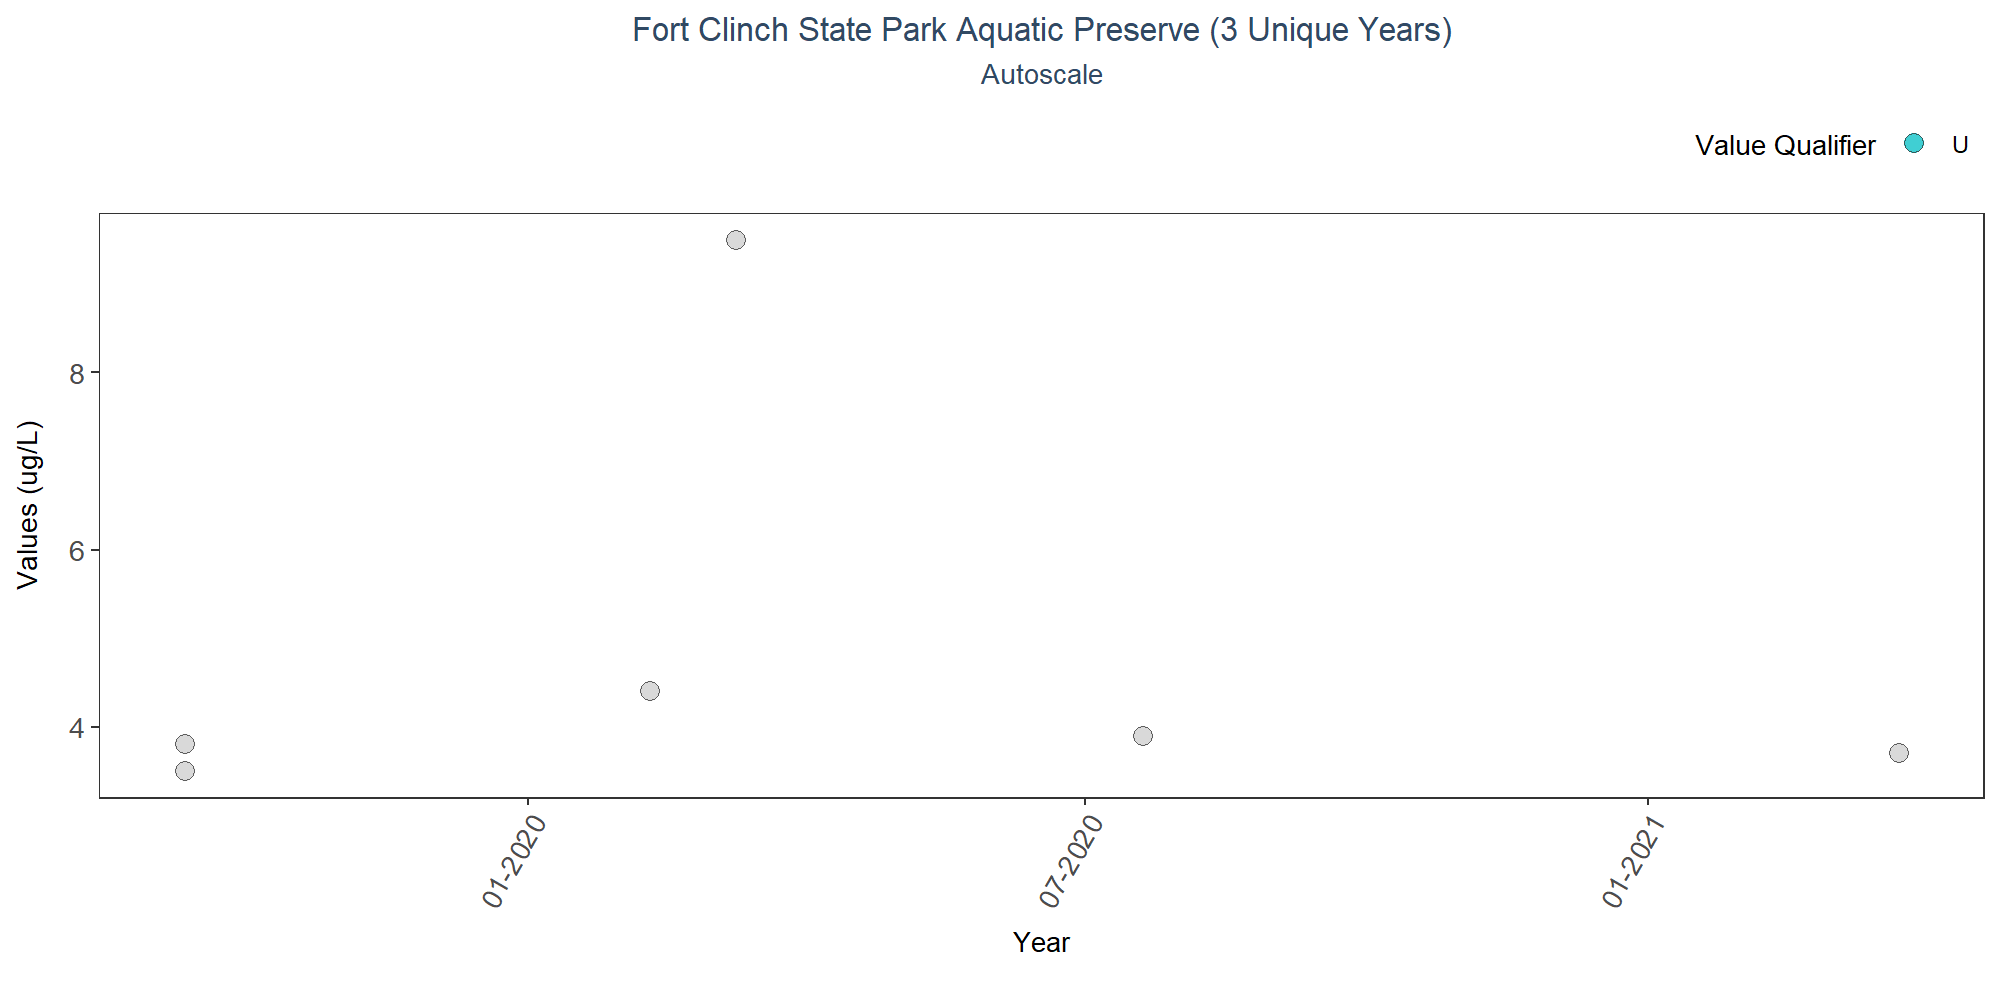 Fort Clinch State Park Aquatic Preserve (3 Unique Years)
Autoscale
Value Qualifier U
Values (ug/L)
8
6
4
01-2020
07-2020
01-2021
Year